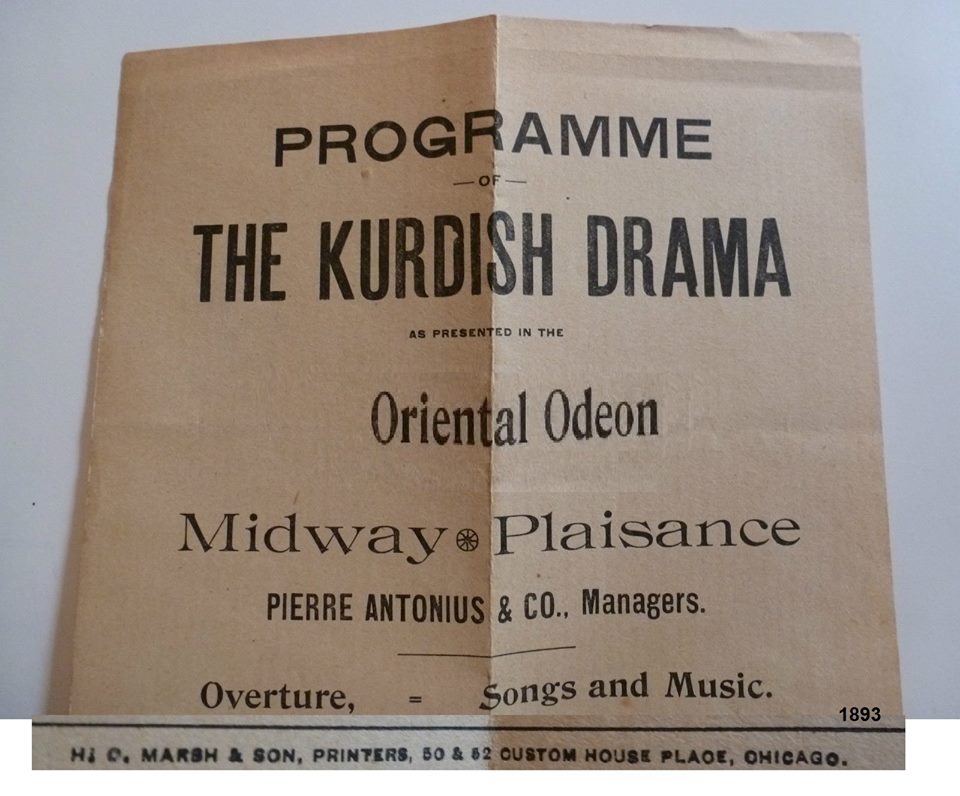 PROGRAMME
—OF—
THE KURDISH DRAMA
AS PRESENTED IN THE
Oriental Odeon
Midway Plaisance
PIERRE ANTONIUS & CO., Managers.
Overture, = Songs and Music.
1893
MARSH & SON, PRINTERS, 50 & 52 CUSTOM HOUSE PLACE, CHICAGO.